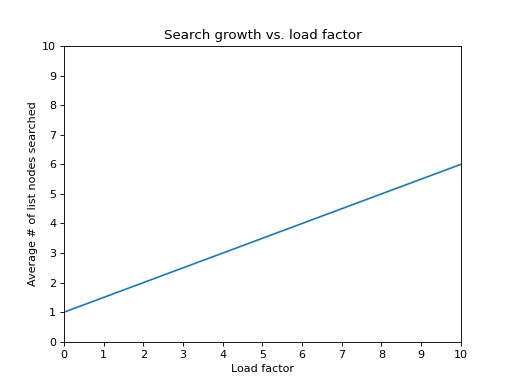 Search growth vs. load factor
10
9
8
7
6
5
4
3
2
1
0
Average # of list nodes searched
0 1 2 3 4 5 6 7 8 9 10
Load factor